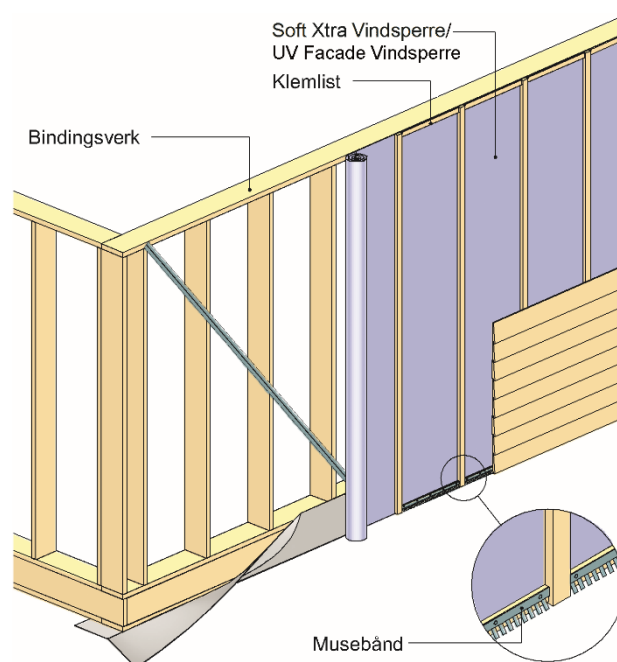 Soft Xtra Vindsperre/
UV Facade Vindsperre
Klemlist
Bindingsverk
Musebånd